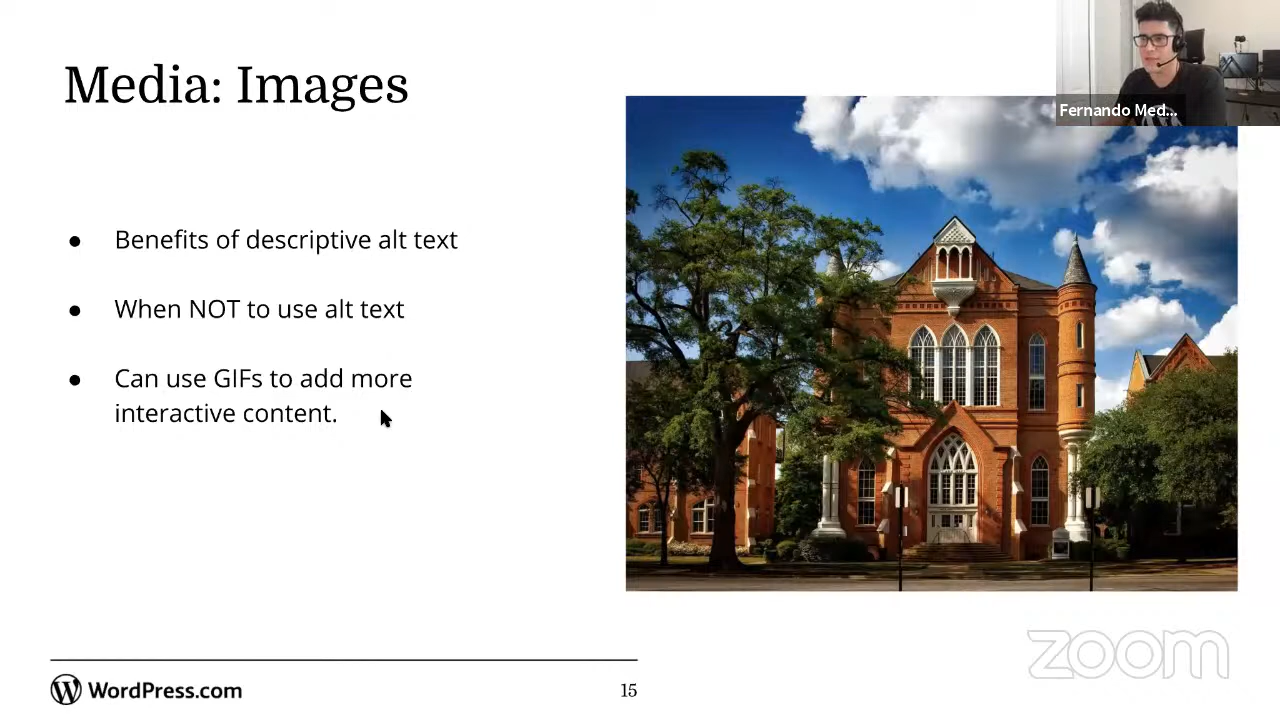 Media: Images
Fernando Med...
● Benefits of descriptive alt text
● When NOT to use alt text
● Can use GIFs to add more
interactive content.
zoom
WordPress.com
15